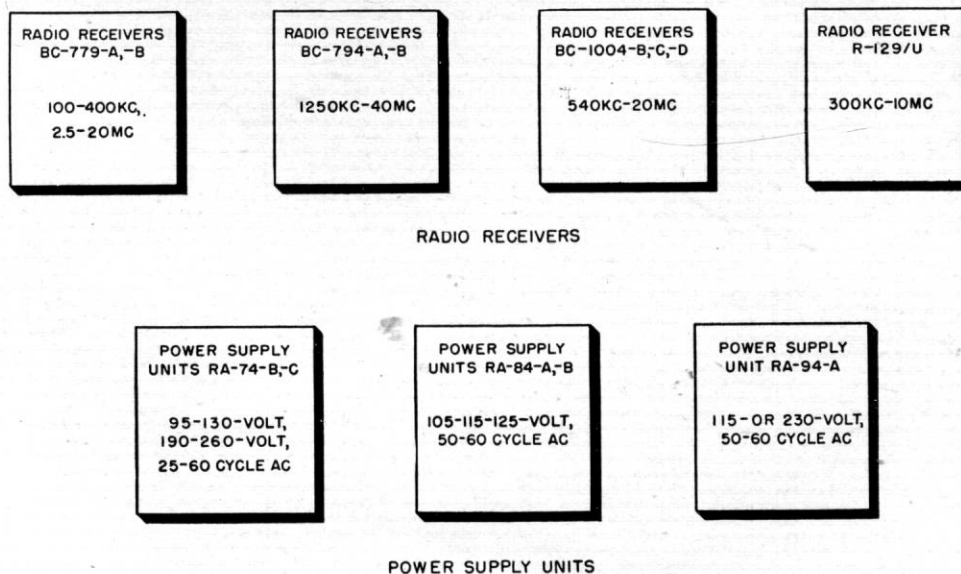 RADIO RECEIVERS
BC-779-A,-B
100-400KC,
2.5-20MC
RADIO RECEIVERS
BC-794-A,-B
1250KC-40MC
RADIO RECEIVERS
BC-1004-B,-C,-D
540KC-20MC
RADIO RECEIVER
R-129/U
300KC-10MC
RADIO RECEIVERS
POWER SUPPLY
UNITS RA-74-B,-C
95-130-VOLT,
190-260-VOLT,
25-60 CYCLE AC
POWER SUPPLY
UNITS RA-84-A,-B
105-115-125-VOLT,
50-60 CYCLE AC
POWER SUPPLY
UNIT RA-94-A
115-OR 230-VOLT,
50-60 CYCLE AC
POWER SUPPLY UNITS